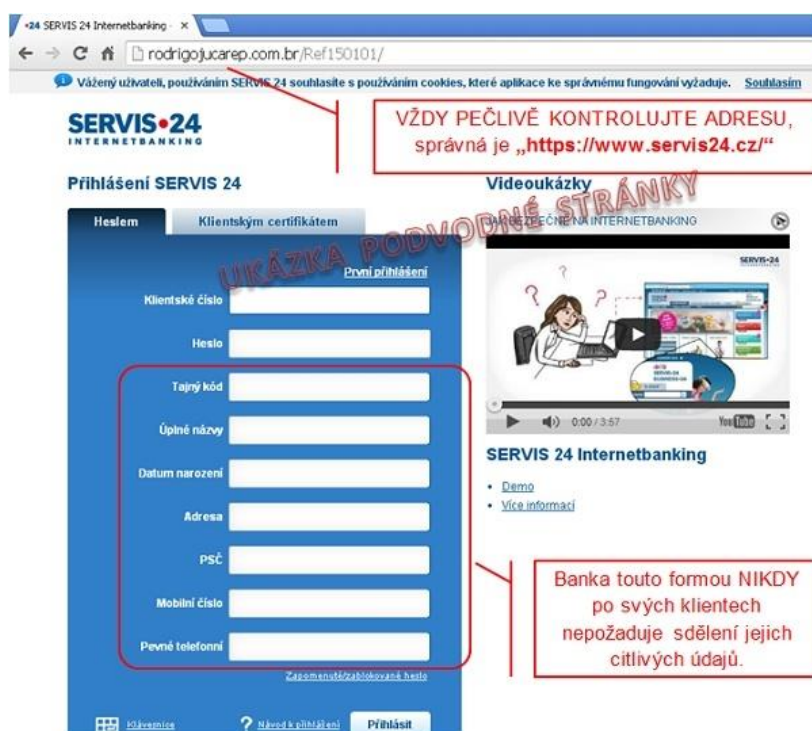 •24 SERVIS 24 Internetbanking -
rodrigojucarep.com.br/Ref150101/
Vážený uživateli, používáním SERVIS 24 souhlasíte s používáním cookies, které aplikace ke správnému fungování vyžaduje. Souhlasím
SERVIS•24
INTERNETBANKING
VŽDY PEČLIVĚ KONTROLUJTE ADRESU,
správná je „https://www.servis24.cz/“
Přihlášení SERVIS 24
Videoukázky
Heslem
Klientským certifikátem
JAK BEZPEČNĚ NA INTERNETBANKING
UKÁZKA PODVODNÉ STRÁNKY
První přihlášení
Klientské číslo
Heslo
Tajný kód
Úplné názvy
Datum narození
Adresa
PSČ
Mobilní číslo
Pevné telefonní
Zapomenuté/zablokované heslo
Klávesnice
Návod k přihlášení
Přihlásit
SERVIS•24
0:00 / 3:57
YouTube
SERVIS 24 Internetbanking
Demo
Více informací
Banka touto formou NIKDY
po svých klientech
nepožaduje sdělení jejich
citlivých údajů.